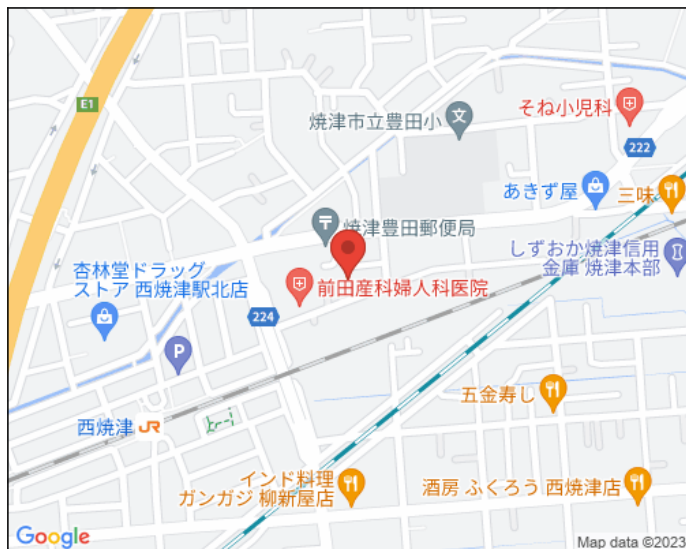 E1
焼津市立豊田小
そね小児科
222
あきず屋
三味
焼津豊田郵便局
しずおか焼津信用
金庫 焼津本部
杏林堂ドラッグ
ストア 西焼津駅北店
前田産科婦人科医院
224
P
五金寿し
西焼津 JR
インド料理
ガンガジ 柳新屋店
酒房 ふくろう 西焼津店
Google
Map data ©2023